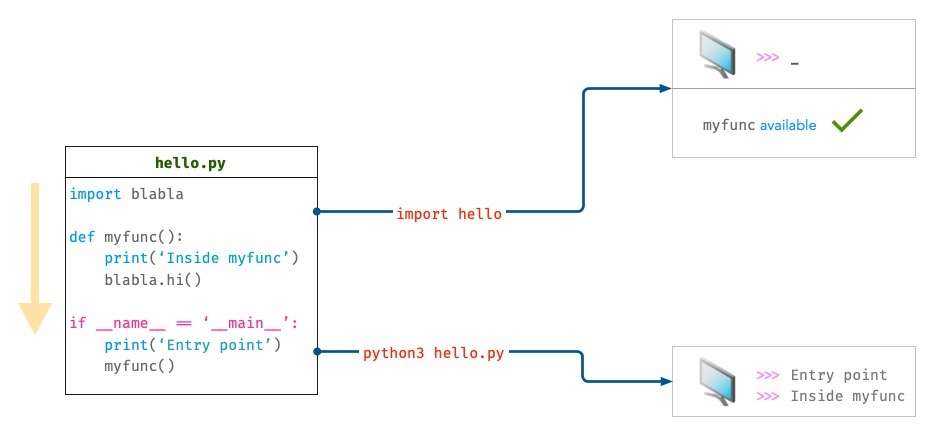 hello.py
import blabla
def myfunc():
print(‘Inside myfunc’)
blabla.hi()
if __name__ == ‘__main__’:
print(‘Entry point’)
myfunc()
import hello
python3 hello.py
>>> _
myfunc available
>>> Entry point
>>> Inside myfunc